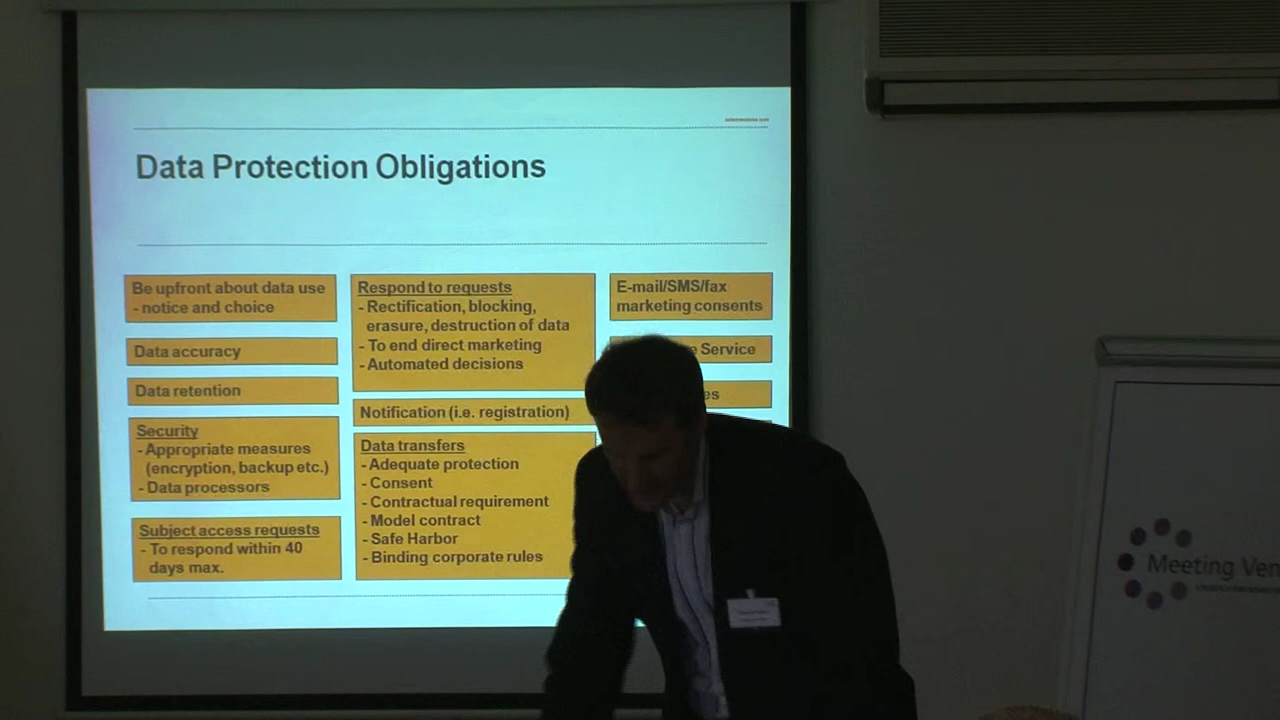 Data Protection Obligations
Be upfront about data use
- notice and choice
Data accuracy
Data retention
Security
- Appropriate measures
(encryption, backup etc.)
- Data processors
Subject access requests
- To respond within 40
days max.
Respond to requests
- Rectification, blocking,
erasure, destruction of data
- To end direct marketing
- Automated decisions
Notification (i.e. registration)
Data transfers
- Adequate protection
- Consent
- Contractual requirement
- Model contract
- Safe Harbor
- Binding corporate rules
E-mail/SMS/fax
marketing consents
Service
Meeting